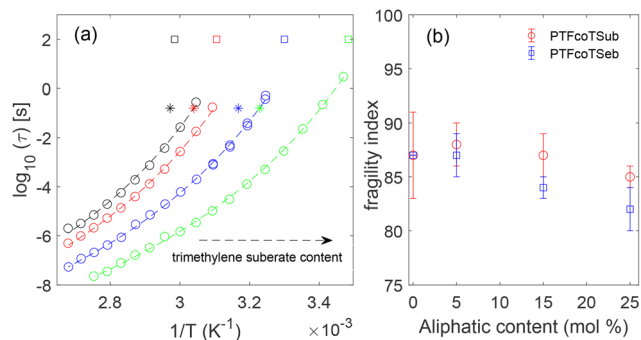 (a)
log₁₀ (τ) [s]
2
0
-2
-4
-6
-8
2.8
3
3.2
3.4
1/T (K⁻¹)
× 10⁻³
trimethylene suberate content
(b)
PTFcoTSub
PTFcoTSeb
fragility index
100
95
90
85
80
75
0
5
10
15
20
25
Aliphatic content (mol %)